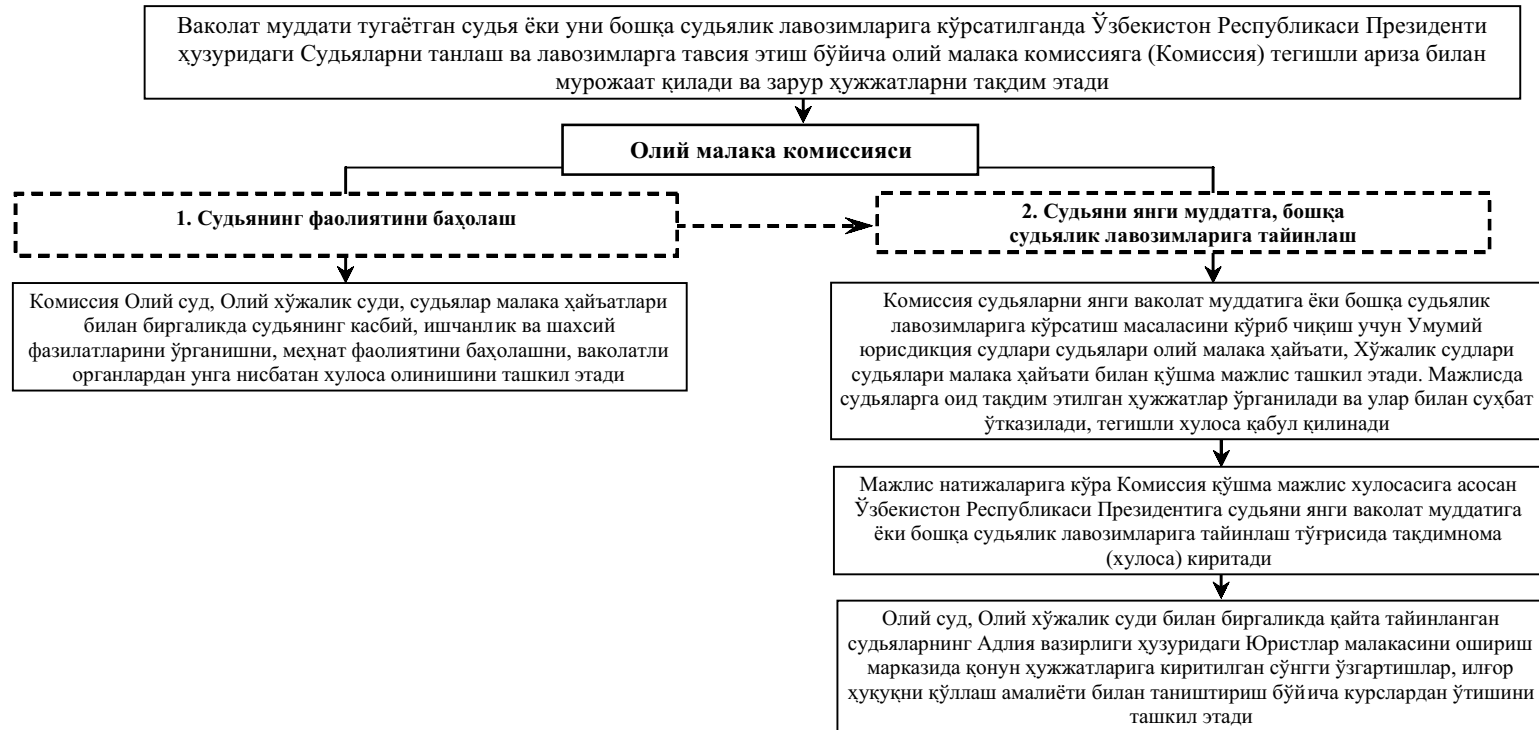 Ваколат муддати тугаётган судья ёки уни бошқа судьялик лавозимларига кўрсатилганда Ўзбекистон Республикаси Президенти
ҳузуридаги Судьяларни танлаш ва лавозимларга тавсия этиш бўйича олий малака комиссияга (Комиссия) тегишли ариза билан
мурожаат қилади ва зарур ҳужжатларни тақдим этади
Олий малака комиссияси
1. Судьянинг фаолиятини баҳолаш
Комиссия Олий суд, Олий хўжалик суди, судьялар малака ҳайъатлари
билан биргаликда судьянинг касбий, ишчанлик ва шахсий
фазилатларини ўрганишни, меҳнат фаолиятини баҳолашни, ваколатли
органлардан унга нисбатан хулоса олинишини ташкил этади
2. Судьяни янги муддатга, бошқа
судьялик лавозимларига тайинлаш
Комиссия судьяларни янги ваколат муддатига ёки бошқа судьялик
лавозимларига кўрсатиш масаласини кўриб чиқиш учун Умумий
юрисдикция судлари судьялари олий малака ҳайъати, Хўжалик судлари
судьялари малака ҳайъати билан қўшма мажлис ташкил этади. Мажлисда
судьяларга оид тақдим этилган ҳужжатлар ўрганилади ва улар билан суҳбат
ўтказилади, тегишли хулоса қабул қилинади
Мажлис натижаларига кўра Комиссия қўшма мажлис хулосасига асосан
Ўзбекистон Республикаси Президентига судьяни янги ваколат муддатига
ёки бошқа судьялик лавозимларига тайинлаш тўғрисида тақдимнома
(хулоса) киритади
Олий суд, Олий хўжалик суди билан биргаликда қайта тайинланган
судьяларнинг Адлия вазирлиги ҳузуридаги Юристлар малакасини ошириш
марказида қонун ҳужжатларига киритилган сўнгги ўзгартишлар, илғор
ҳуқуқни қўллаш амалиёти билан таништириш бўйича курслардан ўтишини
ташкил этади